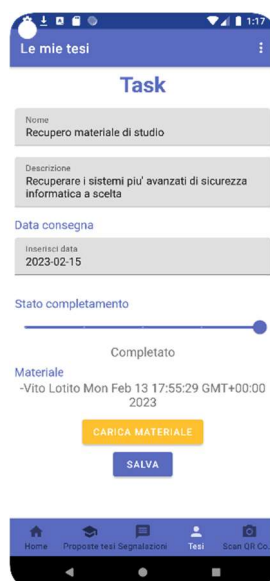 1:17
Le mie tesi
Task
Nome
Recupero materiale di studio
Descrizione
Recuperare i sistemi piu' avanzati di sicurezza
informatica a scelta
Data consegna
Inserisci data
2023-02-15
Stato completamento
Completato
Materiale
-Vito Lotito Mon Feb 13 17:55:29 GMT+00:00
2023
CARICA MATERIALE
SALVA
Home Proposte tesi Segnalazioni Tesi Scan QR Co..